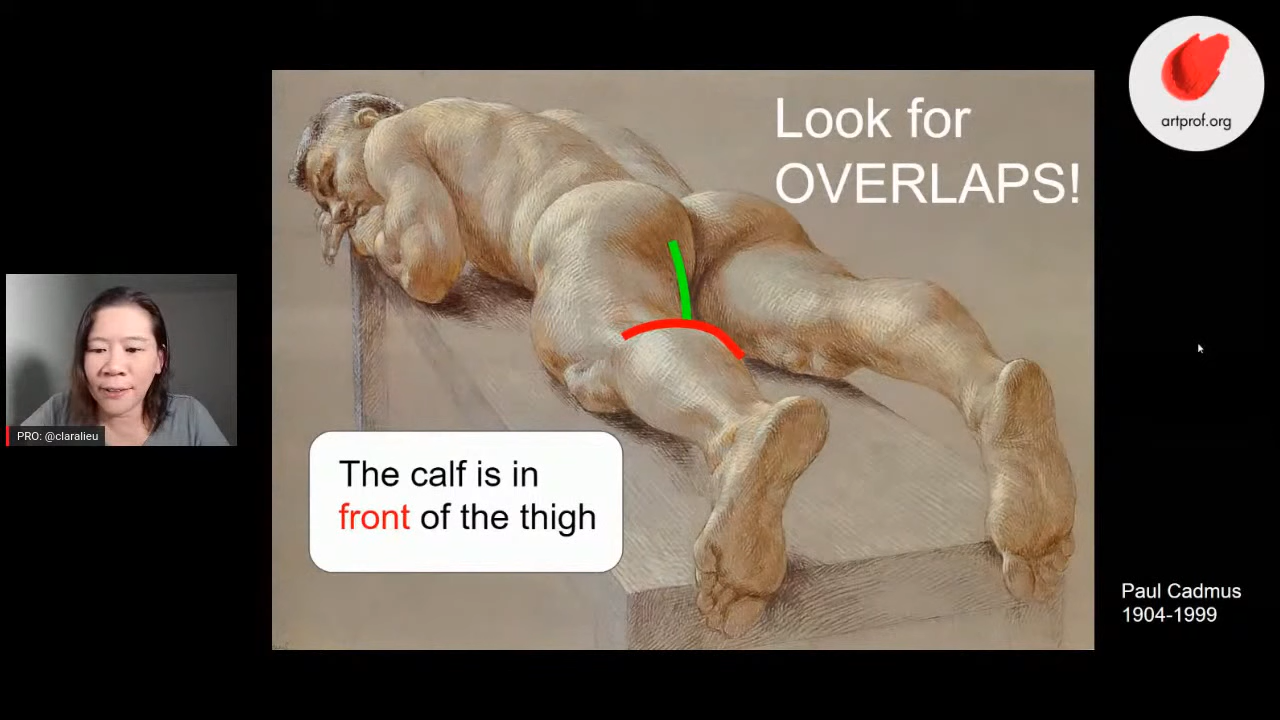 Look for
OVERLAPS!
artprof.org
PRO: @claralieu
The calf is in
front of the thigh
Paul Cadmus
1904-1999